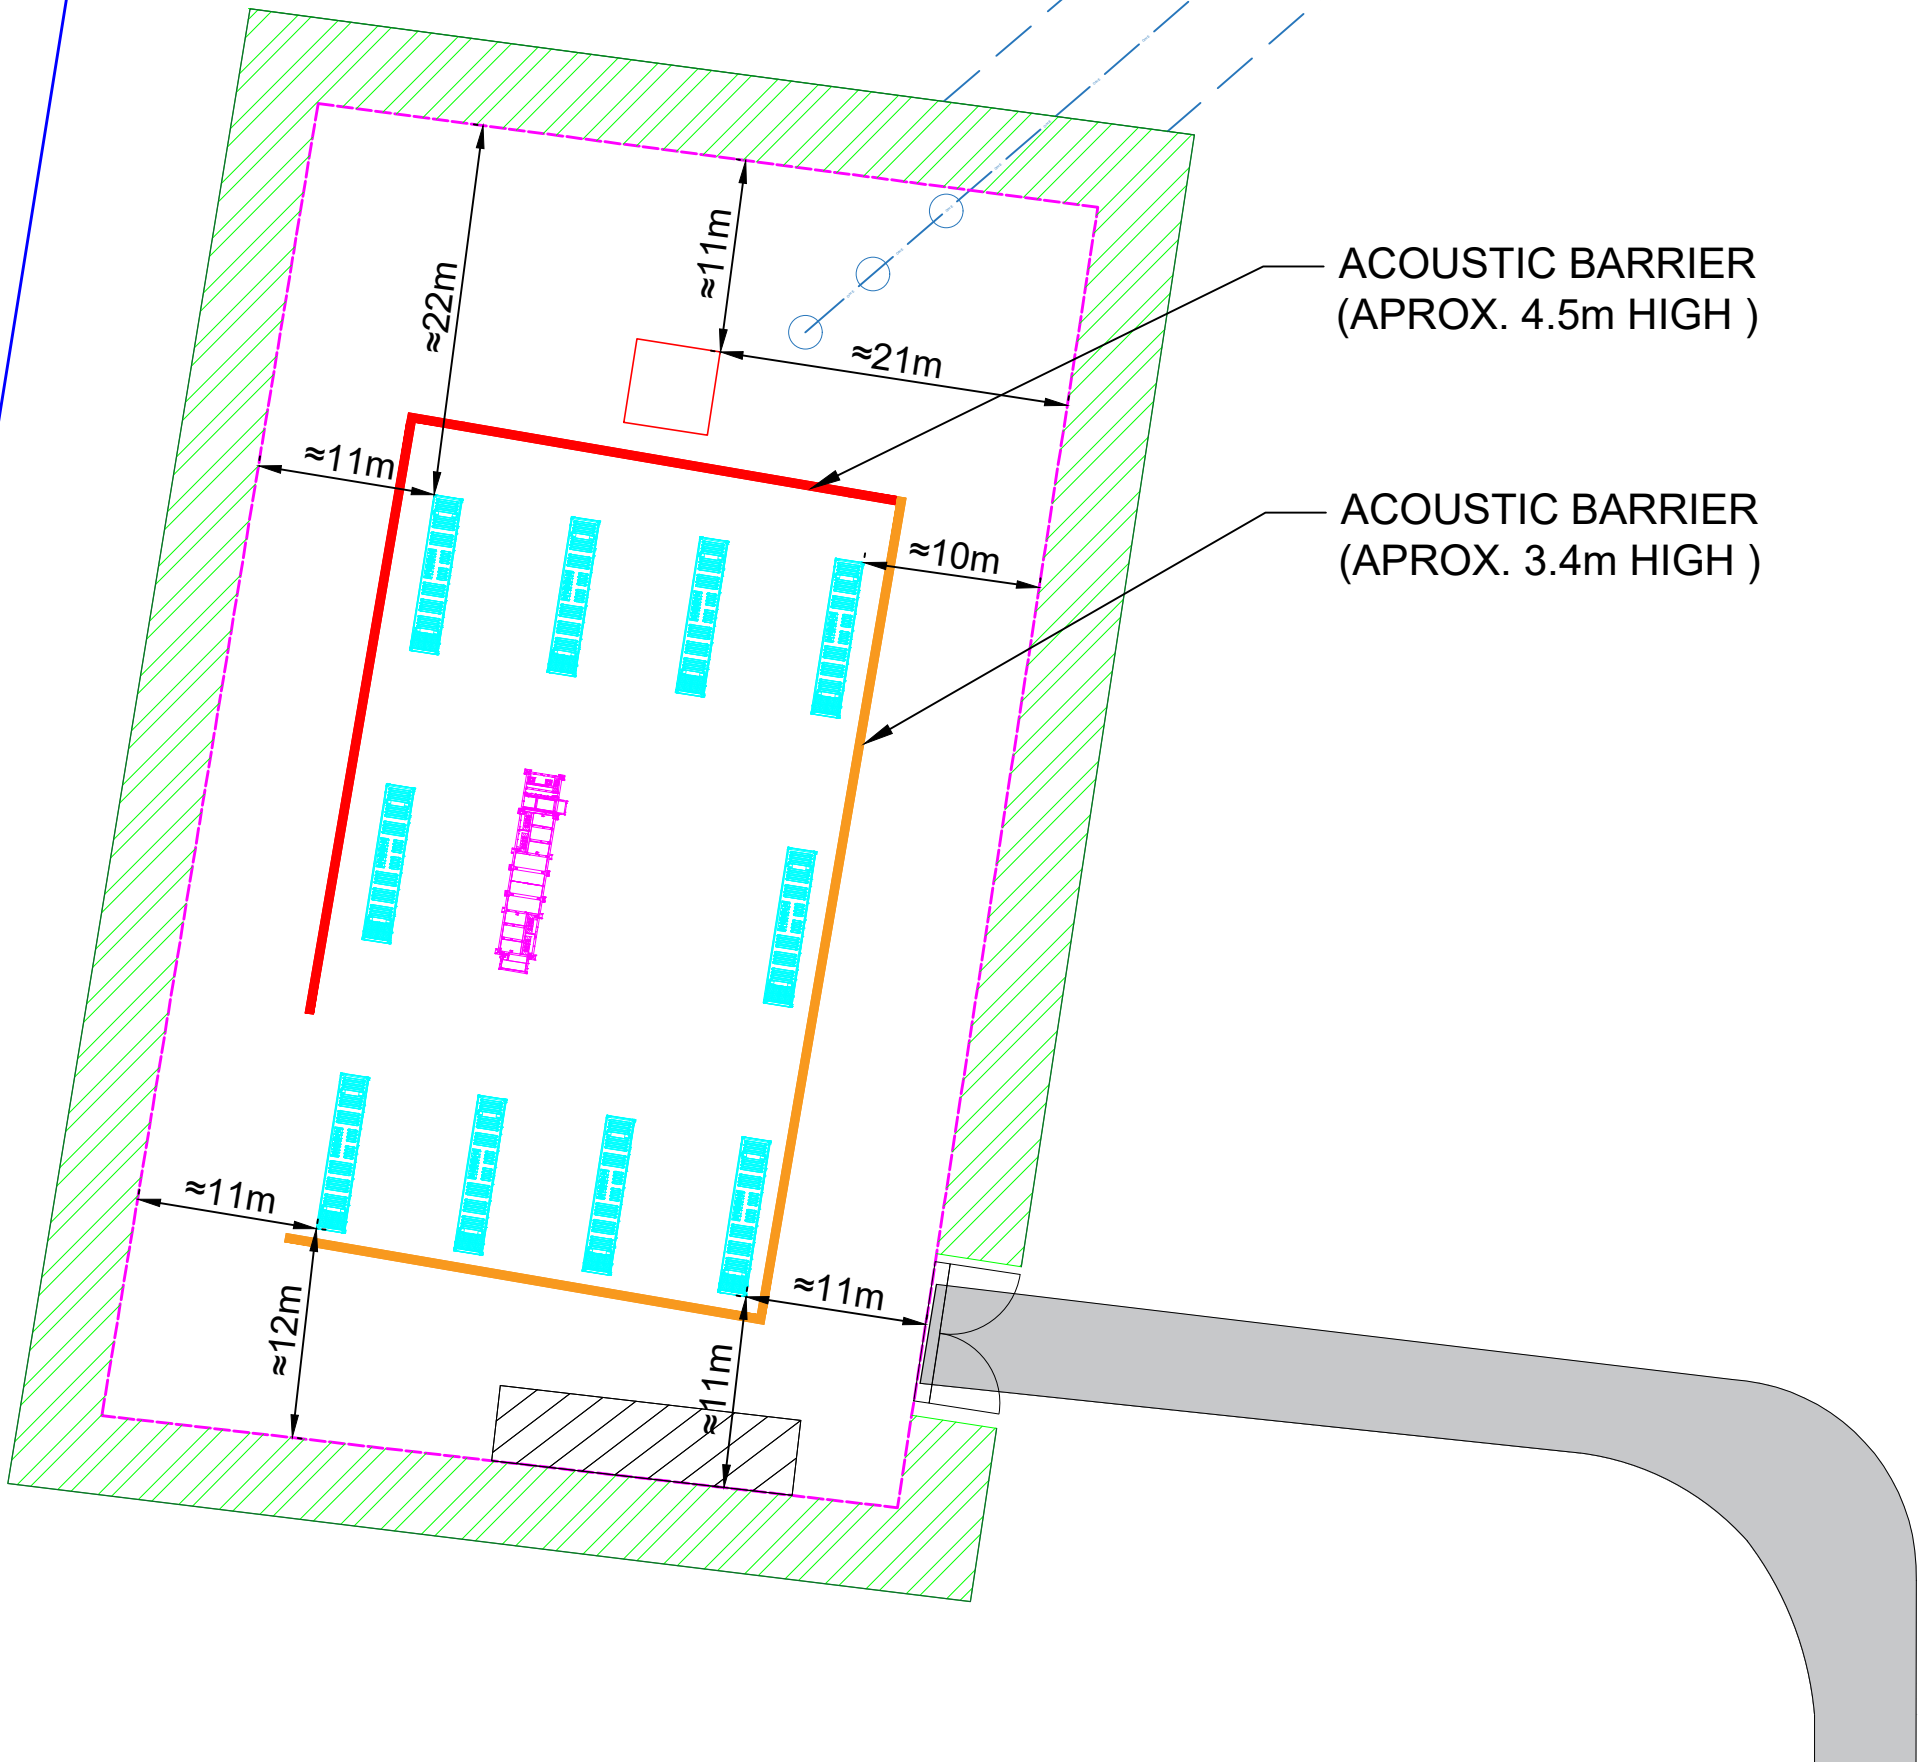 ≈22m
≈11m
≈21m
ACOUSTIC BARRIER
(APROX. 4.5m HIGH )
≈11m
≈10m
ACOUSTIC BARRIER
(APROX. 3.4m HIGH )
≈11m
≈12m
≈11m
≈11m